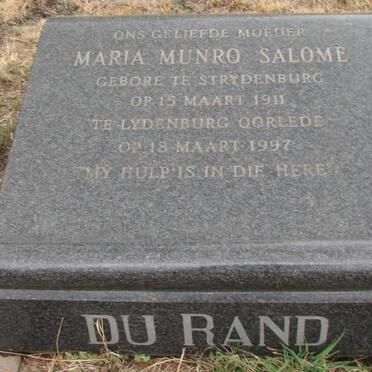 ONS GELIEFDE MOEDER
MARIA MUNRO SALOME
GEBORE TE STRYDENBURG
OP 15 MAART 1911
TE LYDENBURG OORLEDE
OP 18 MAART 1997
"MY HULP IS IN DIE HERE"
DU RAND